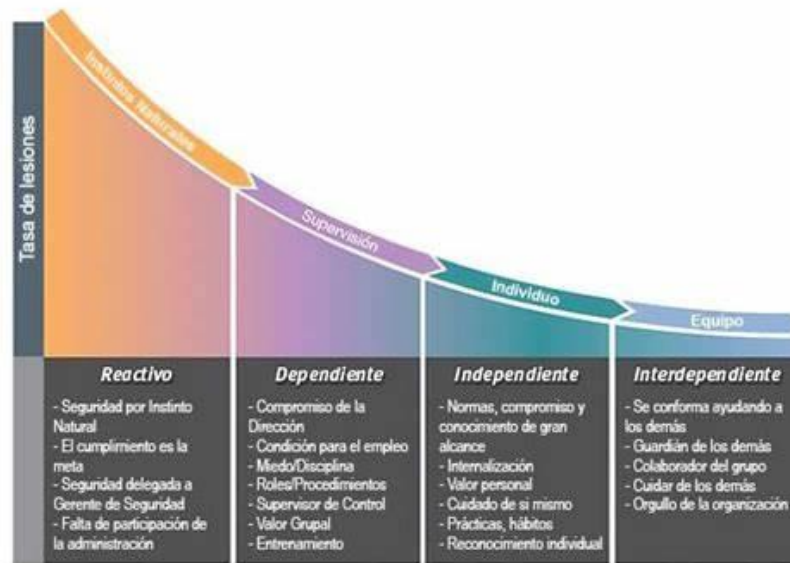 Tasa de lesiones
Instintos Naturales
Supervisión
Individuo
Equipo
Reactivo
- Seguridad por Instinto
Natural
- El cumplimiento es la
meta
- Seguridad delegada a
Gerente de Seguridad
- Falta de participación de
la administración
Dependiente
- Compromiso de la
Dirección
- Condición para el empleo
- Miedo/Disciplina
- Roles/Procedimientos
- Supervisor de Control
- Valor Grupal
- Entrenamiento
Independiente
- Normas, compromiso y
conocimiento de gran
alcance
- Internalización
- Valor personal
- Cuidado de si mismo
- Prácticas, hábitos
- Reconocimiento individual
Interdependiente
- Se conforma ayudando a
los demás
- Guardián de los demás
- Colaborador del grupo
- Cuidar de los demás
- Orgullo de la organización